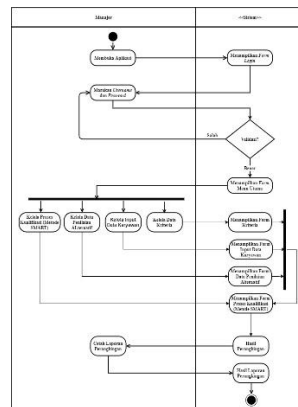 Manajer
<<Sistem>>
Membuka Aplikasi
Menampilkan Form
Login
Masukan Username
dan Password
Salah
Validasi?
Benar
Menampilkan Form
Menu Utama
Kelola Proses
Kualifikasi (Metode
SMART)
Kelola Data
Penilaian
Alternatif
Kelola Input
Data Karyawan
Kelola Data
Kriteria
Menampilkan Form
Kriteria
Menampilkan Form
Input Data
Karyawan
Menampilkan Form
Data Penilaian
Alternatif
Menampilkan Form
Proses Kualifikasi
(Metode SMART)
Cetak Laporan
Perangkingan
Hasil
Perangkingan
Hasil Laporan
Perangkingan